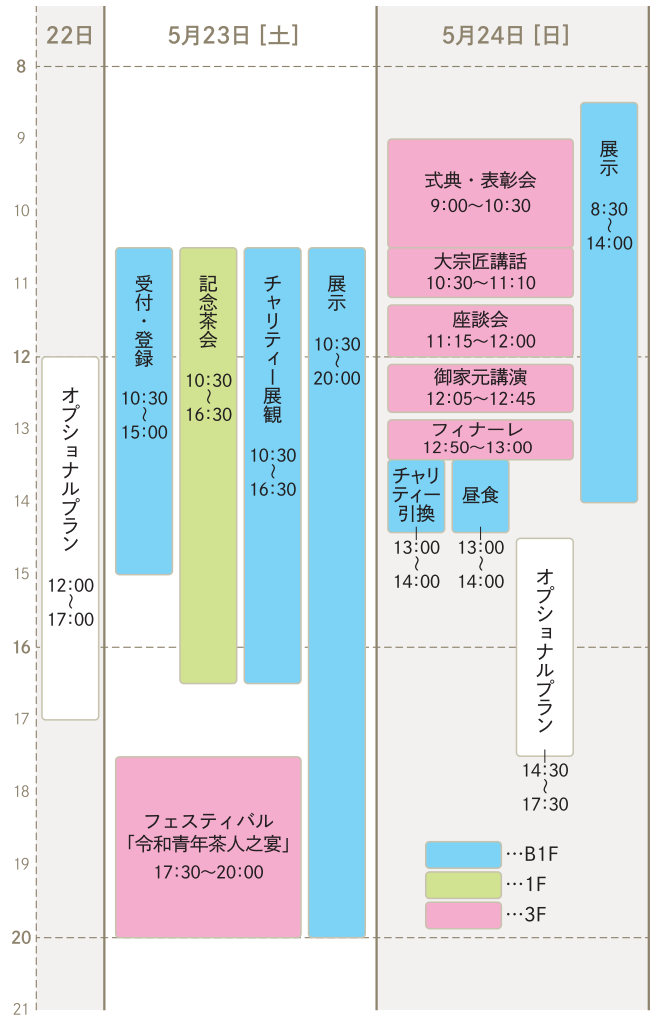 22日
5月23日 [土]
5月24日 [日]
8
9
10
11
12
13
14
15
16
17
18
19
20
21
オプショナルプラン
12:00
〜
17:00
受付・登録
10:30
〜
15:00
記念茶会
10:30
〜
16:30
チャリティー展観
10:30
〜
16:30
展示
10:30
〜
20:00
フェスティバル
「令和青年茶人之宴」
17:30〜20:00
式典・表彰会
9:00〜10:30
大宗匠講話
10:30〜11:10
座談会
11:15〜12:00
御家元講演
12:05〜12:45
フィナーレ
12:50〜13:00
チャリ
ティー
引換
13:00
〜
14:00
昼食
13:00
〜
14:00
展示
8:30
〜
14:00
オプショナルプラン
14:30
〜
17:30
…B1F
…1F
…3F